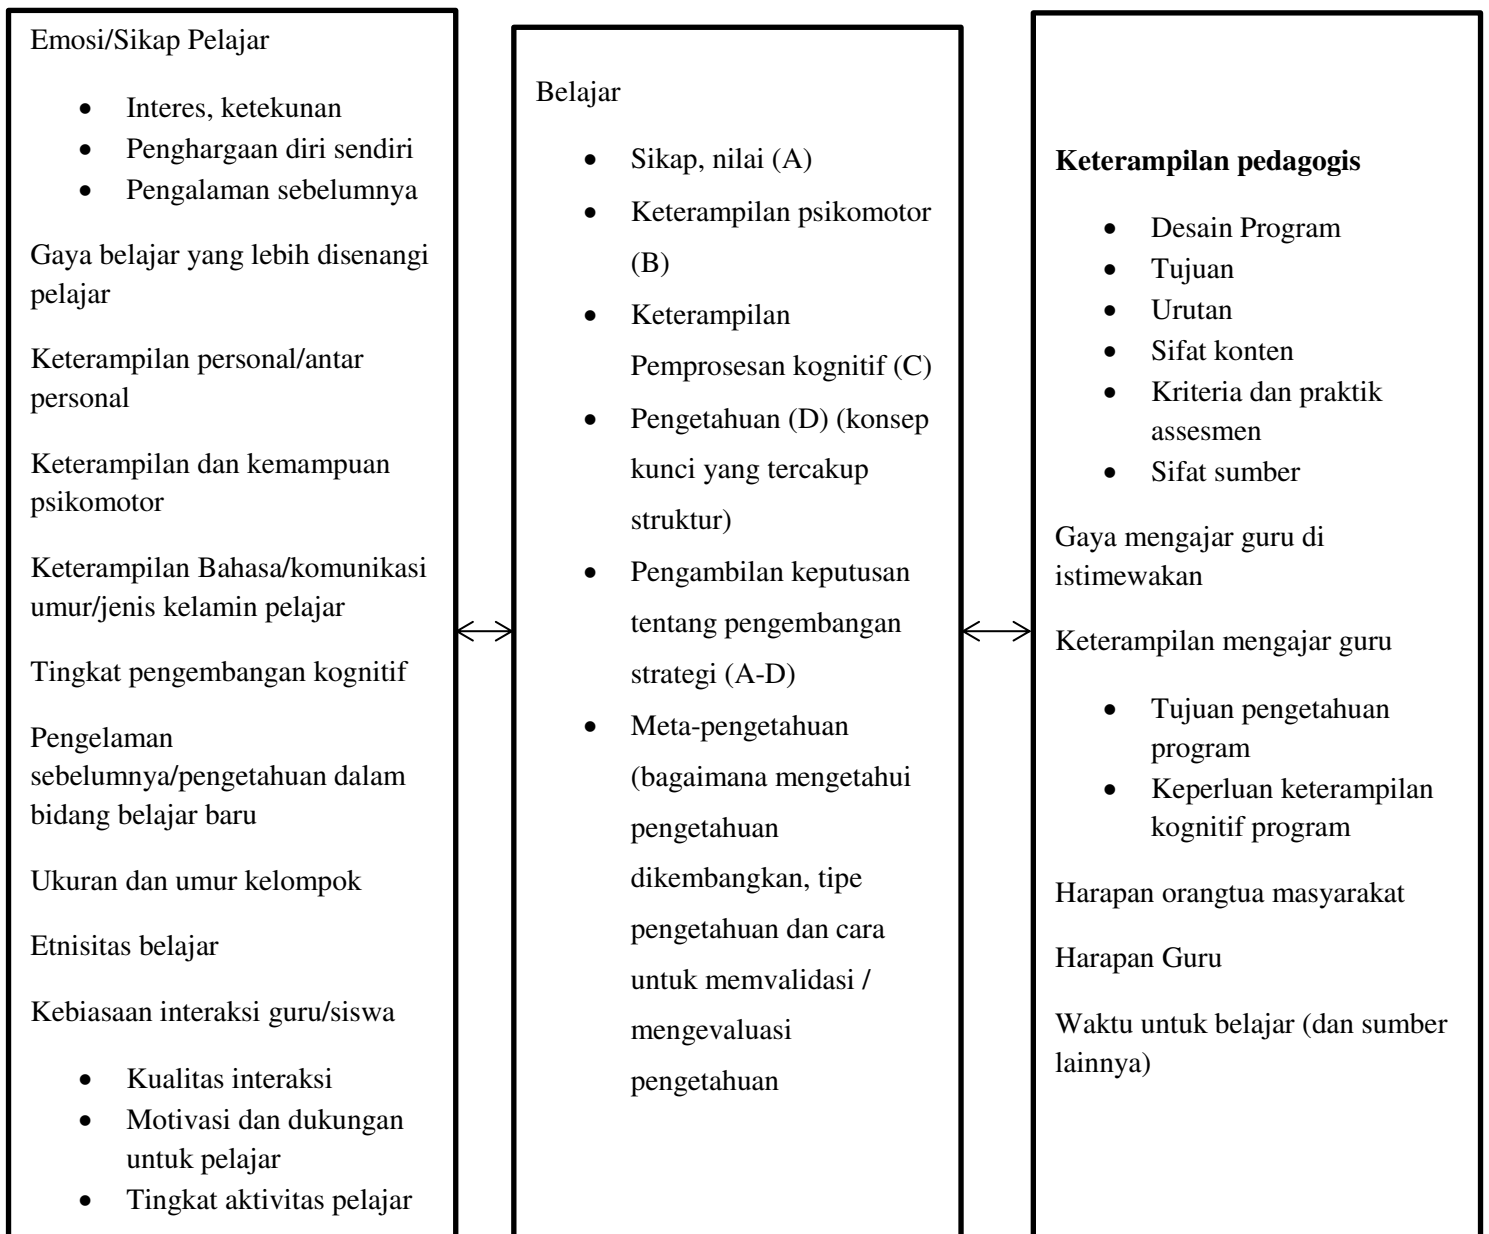 Emosi/Sikap Pelajar
• Interes, ketekunan
• Penghargaan diri sendiri
• Pengalaman sebelumnya
Gaya belajar yang lebih disenangi
pelajar
Keterampilan personal/antar
personal
Keterampilan dan kemampuan
psikomotor
Keterampilan Bahasa/komunikasi
umur/jenis kelamin pelajar
Tingkat pengembangan kognitif
Pengelaman
sebelumnya/pengetahuan dalam
bidang belajar baru
Ukuran dan umur kelompok
Etnisitas belajar
Kebiasaan interaksi guru/siswa
• Kualitas interaksi
• Motivasi dan dukungan
untuk pelajar
• Tingkat aktivitas pelajar
Belajar
• Sikap, nilai (A)
• Keterampilan psikomotor
(B)
• Keterampilan
Pemprosesan kognitif (C)
• Pengetahuan (D) (konsep
kunci yang tercakup
struktur)
• Pengambilan keputusan
tentang pengembangan
strategi (A-D)
• Meta-pengetahuan
(bagaimana mengetahui
pengetahuan
dikembangkan, tipe
pengetahuan dan cara
untuk memvalidasi /
mengevaluasi
pengetahuan
Keterampilan pedagogis
• Desain Program
• Tujuan
• Urutan
• Sifat konten
• Kriteria dan praktik
assesmen
• Sifat sumber
Gaya mengajar guru di
istimewakan
Keterampilan mengajar guru
• Tujuan pengetahuan
program
• Keperluan keterampilan
kognitif program
Harapan orangtua masyarakat
Harapan Guru
Waktu untuk belajar (dan sumber
lainnya)